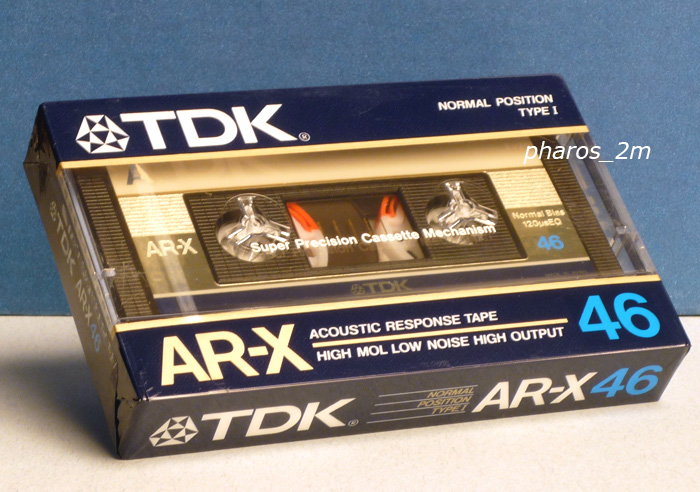 TDK®
NORMAL POSITION
TYPE I
pharos_2m
A
AR-X
Super Precision Cassette Mechanism
Normal Bias
120µsEQ
46
TDK
AR-X
ACOUSTIC RESPONSE TAPE
HIGH MOL LOW NOISE HIGH OUTPUT
46
TDK®
NORMAL
POSITION
TYPE I
AR-X 46
TDK AR-X 46